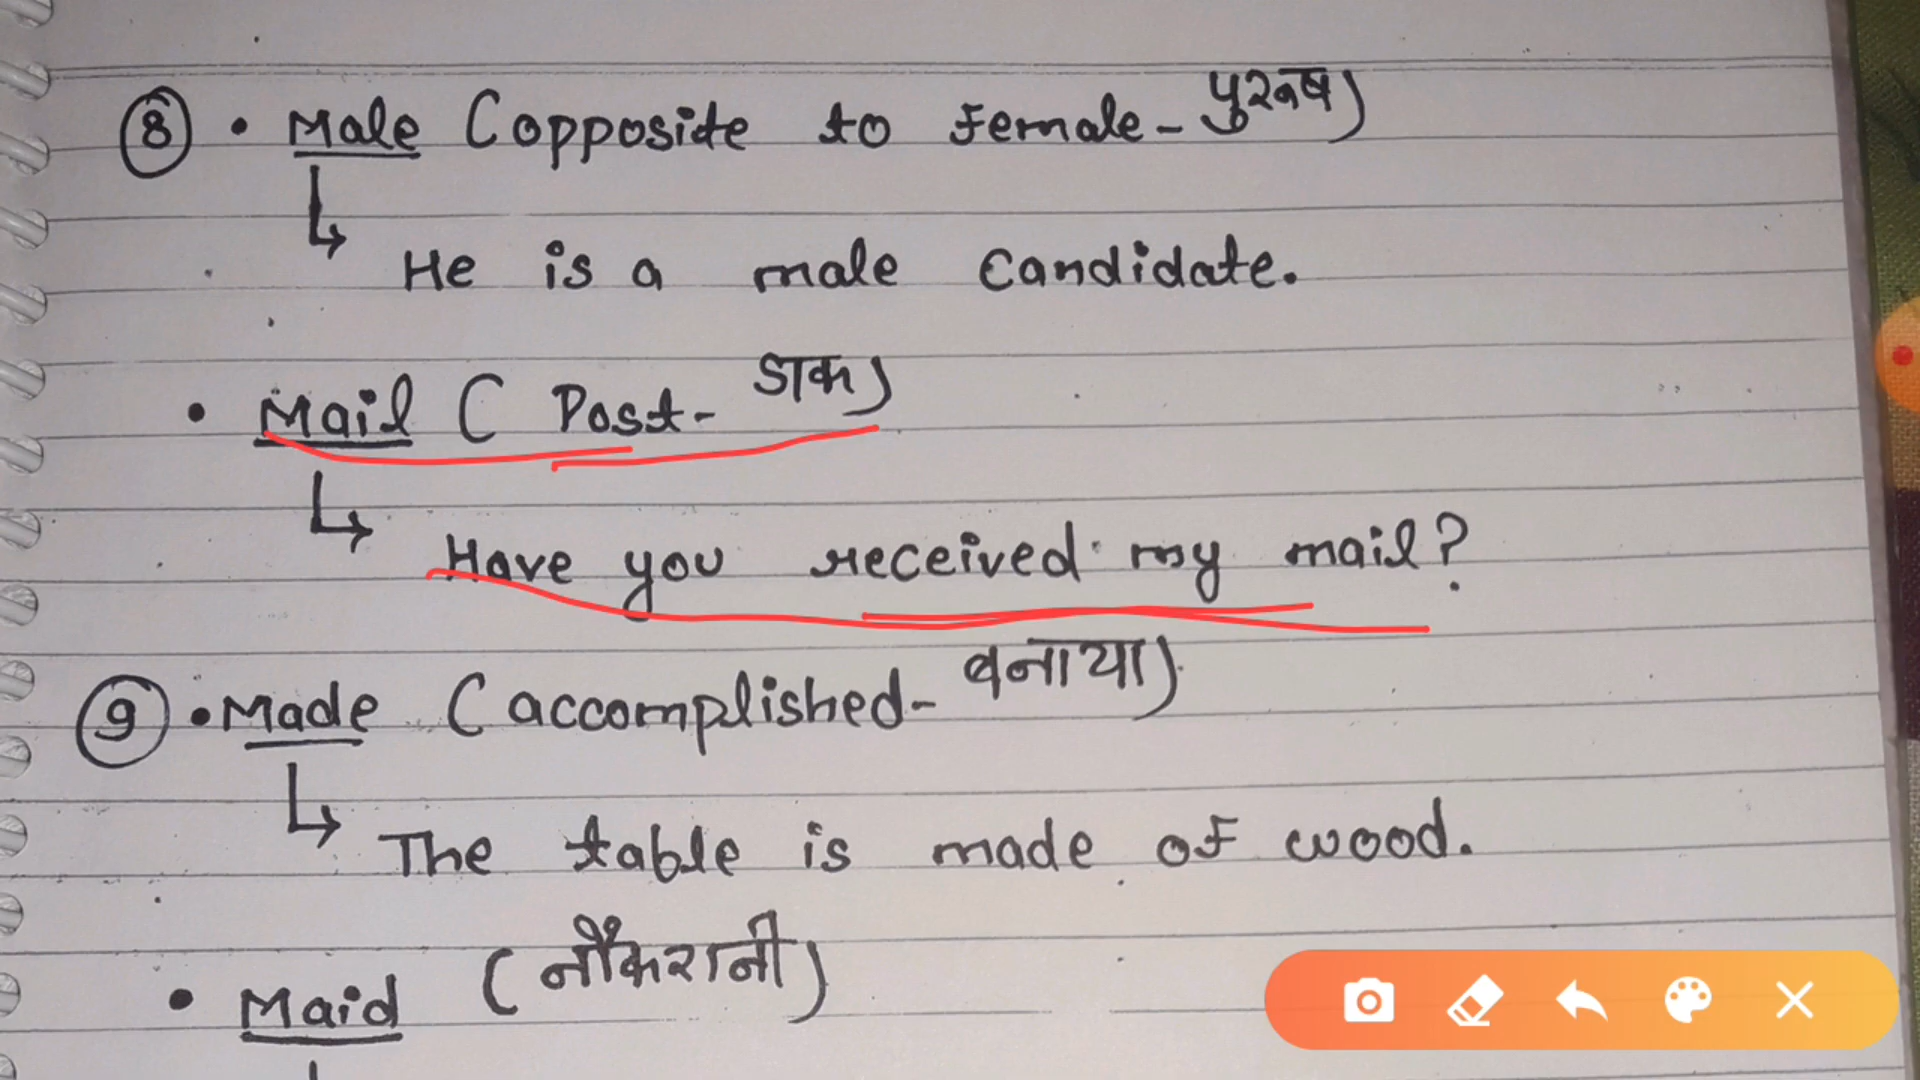 8 • Male (opposite to Female - पुरुष)
↳ He is a male candidate.
• Mail (Post - डाक)
↳ Have you received my mail?
9 • Made (accomplished - बनाया)
↳ The table is made of wood.
• Maid (नौकरानी)